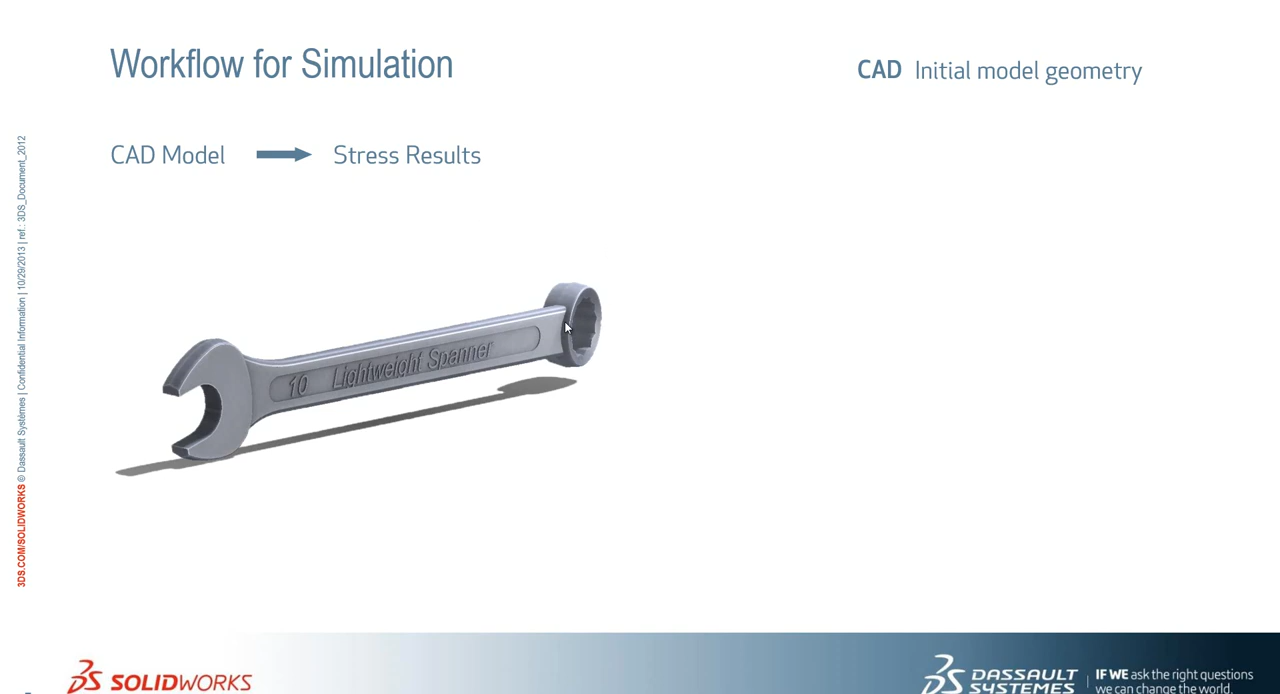 Workflow for Simulation
CAD Initial model geometry
CAD Model
Stress Results
10 Lightweight Spanner
3DS.COM/SOLIDWORKS © Dassault Systèmes | Confidential Information | 10/29/2013 | ref.: 3DS_Document_2012
SOLIDWORKS
DASSAULT
SYSTEMES
IF WE ask the right questions
we can change the world.